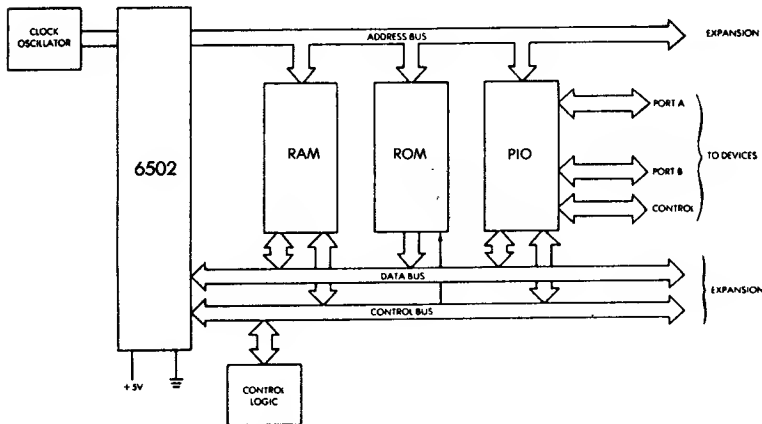 CLOCK
OSCILLATOR
ADDRESS BUS
EXPANSION
6502
RAM
ROM
PIO
PORT A
PORT B
CONTROL
TO DEVICES
DATA BUS
EXPANSION
CONTROL BUS
+5V
CONTROL
LOGIC